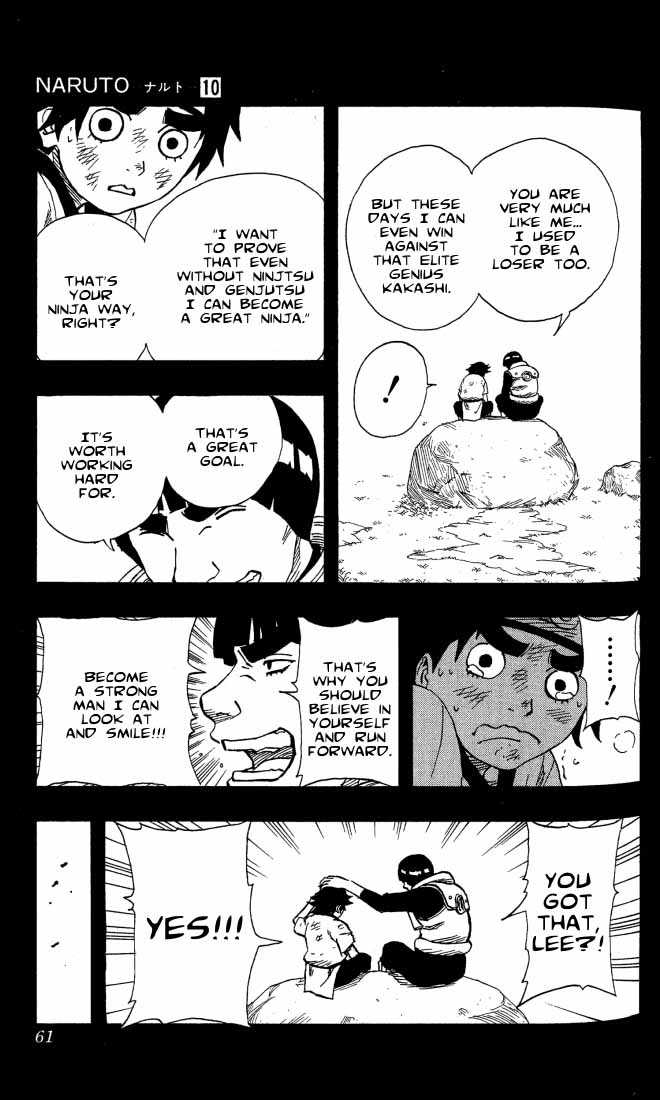 NARUTO ナルト 10
YOU ARE
VERY MUCH
LIKE ME...
I USED
TO BE A
LOSER TOO.
BUT THESE
DAYS I CAN
EVEN WIN
AGAINST
THAT ELITE
GENIUS
KAKASHI.
!
"I WANT
TO PROVE
THAT EVEN
WITHOUT NINJTSU
AND GENJUTSU
I CAN BECOME
A GREAT NINJA."
THAT'S
YOUR
NINJA WAY,
RIGHT?
THAT'S
A GREAT
GOAL.
IT'S
WORTH
WORKING
HARD
FOR.
......!
THAT'S
WHY YOU
SHOULD
BELIEVE IN
YOURSELF
AND RUN
FORWARD.
BECOME
A STRONG
MAN I CAN
LOOK AT
AND SMILE!!!
YOU
GOT
THAT,
LEE?!
YES!!!
61